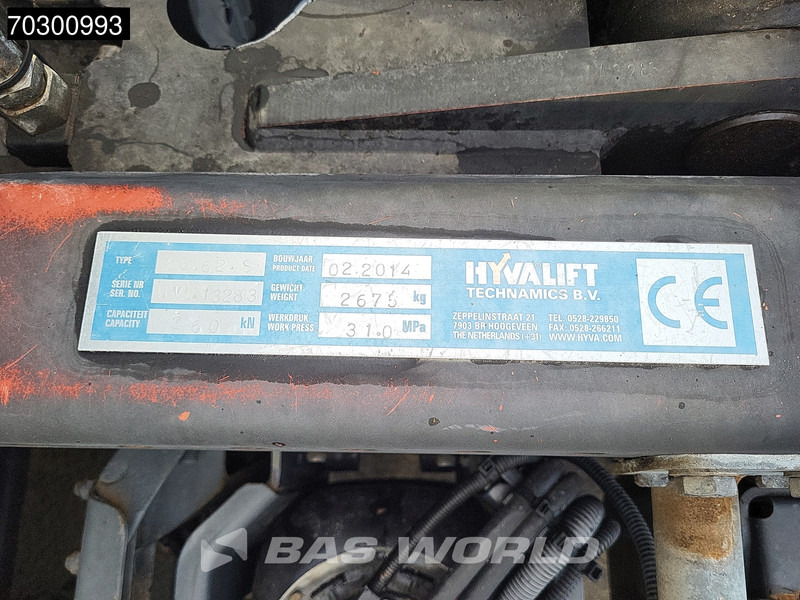 70300993
TYPE
BOUWJAAR
PRODUCT DATE
02.2014
SERIE NR
SER. NO.
GEWICHT
WEIGHT
2675 kg
CAPACITEIT
CAPACITY
kN
WERKDRUK
WORK PRESS
31.0 MPa
HYVALIFT
TECHNAMICS B.V.
ZEPPELINSTRAAT 21
7903 BR HOOGEVEEN
THE NETHERLANDS (+31)
TEL. 0528-229850
FAX. 0528-266211
WWW.HYVA.COM
CE
BAS WORLD